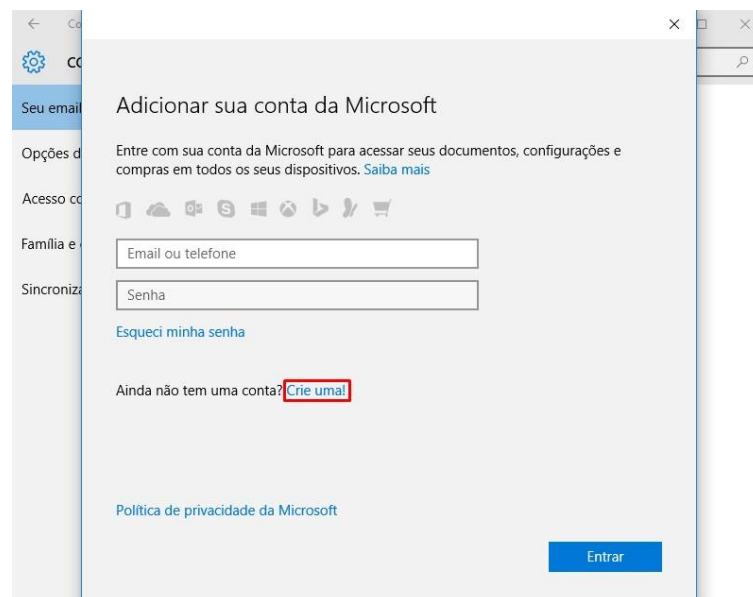 Co
CO
Seu email
Opções d
Acesso co
Família e
Sincroniza
Adicionar sua conta da Microsoft
Entre com sua conta da Microsoft para acessar seus documentos, configurações e
compras em todos os seus dispositivos. Saiba mais
Email ou telefone
Senha
Esqueci minha senha
Ainda não tem uma conta? Crie uma!
Política de privacidade da Microsoft
Entrar